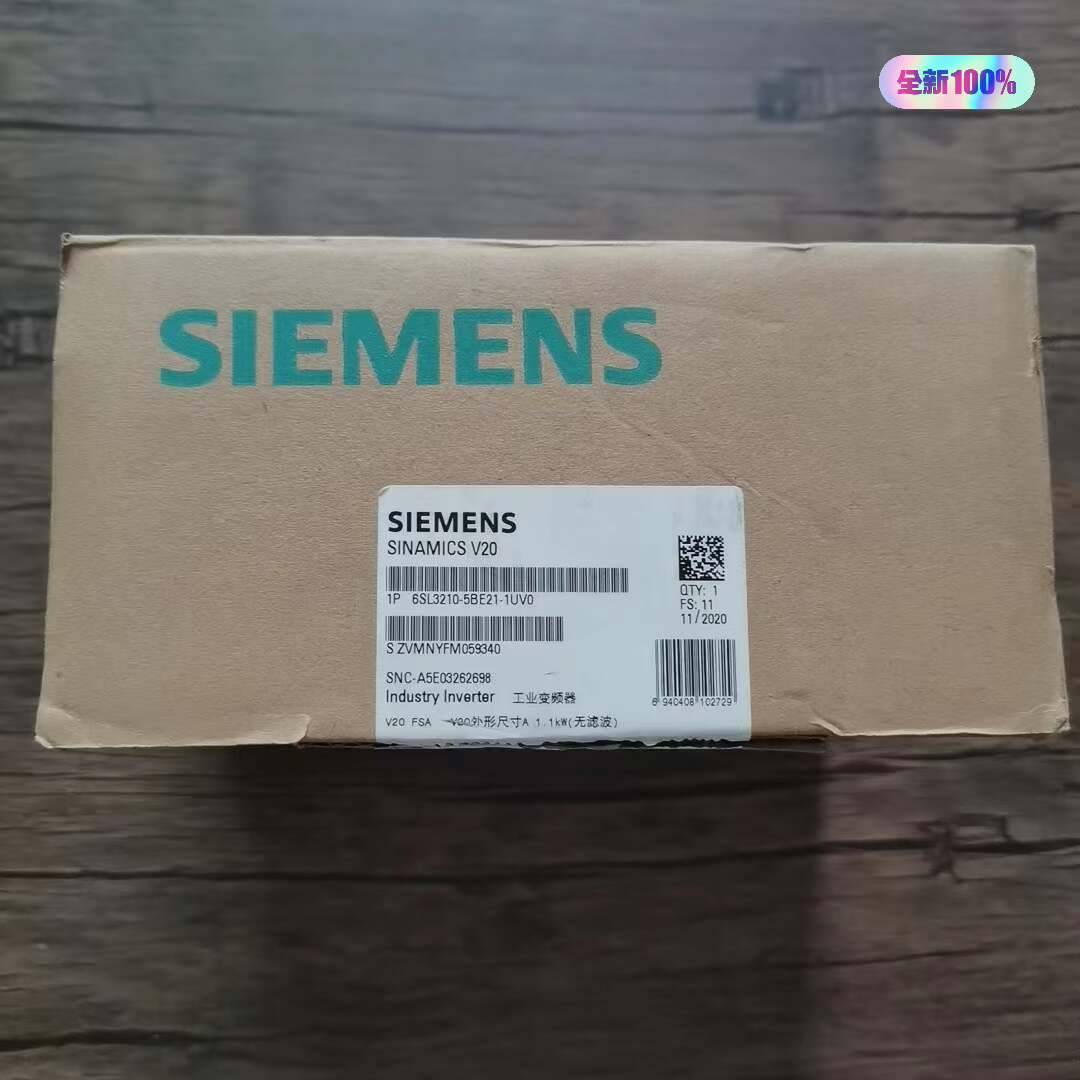 全新100%
SIEMENS
SIEMENS
SINAMICS V20
1P 6SL3210-5BE21-1UV0
QTY: 1
FS: 11
11/2020
S ZVMNYFM059340
SNC-A5E03262698
Industry Inverter 工业变频器
6 940408 102729
V20 FSA V20外形尺寸A 1.1kW(无滤波)